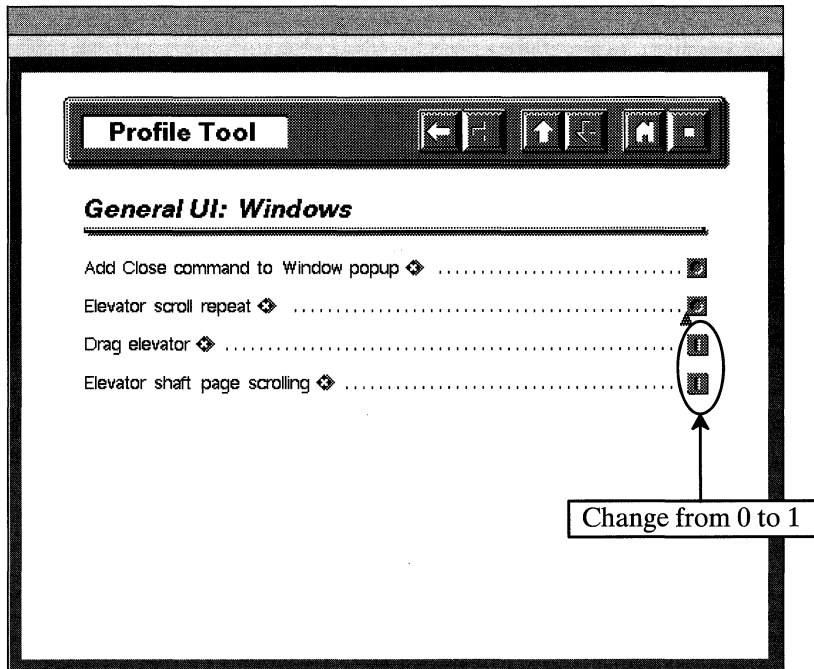 Profile Tool
General UI: Windows
Add Close command to Window popup
Elevator scroll repeat
Drag elevator
Elevator shaft page scrolling
Change from 0 to 1